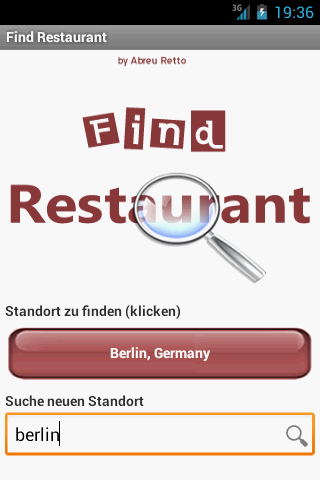 3G 19:36
Find Restaurant
by Abreu Retto
Find
Restaurant
Standort zu finden (klicken)
Berlin, Germany
Suche neuen Standort
berlin